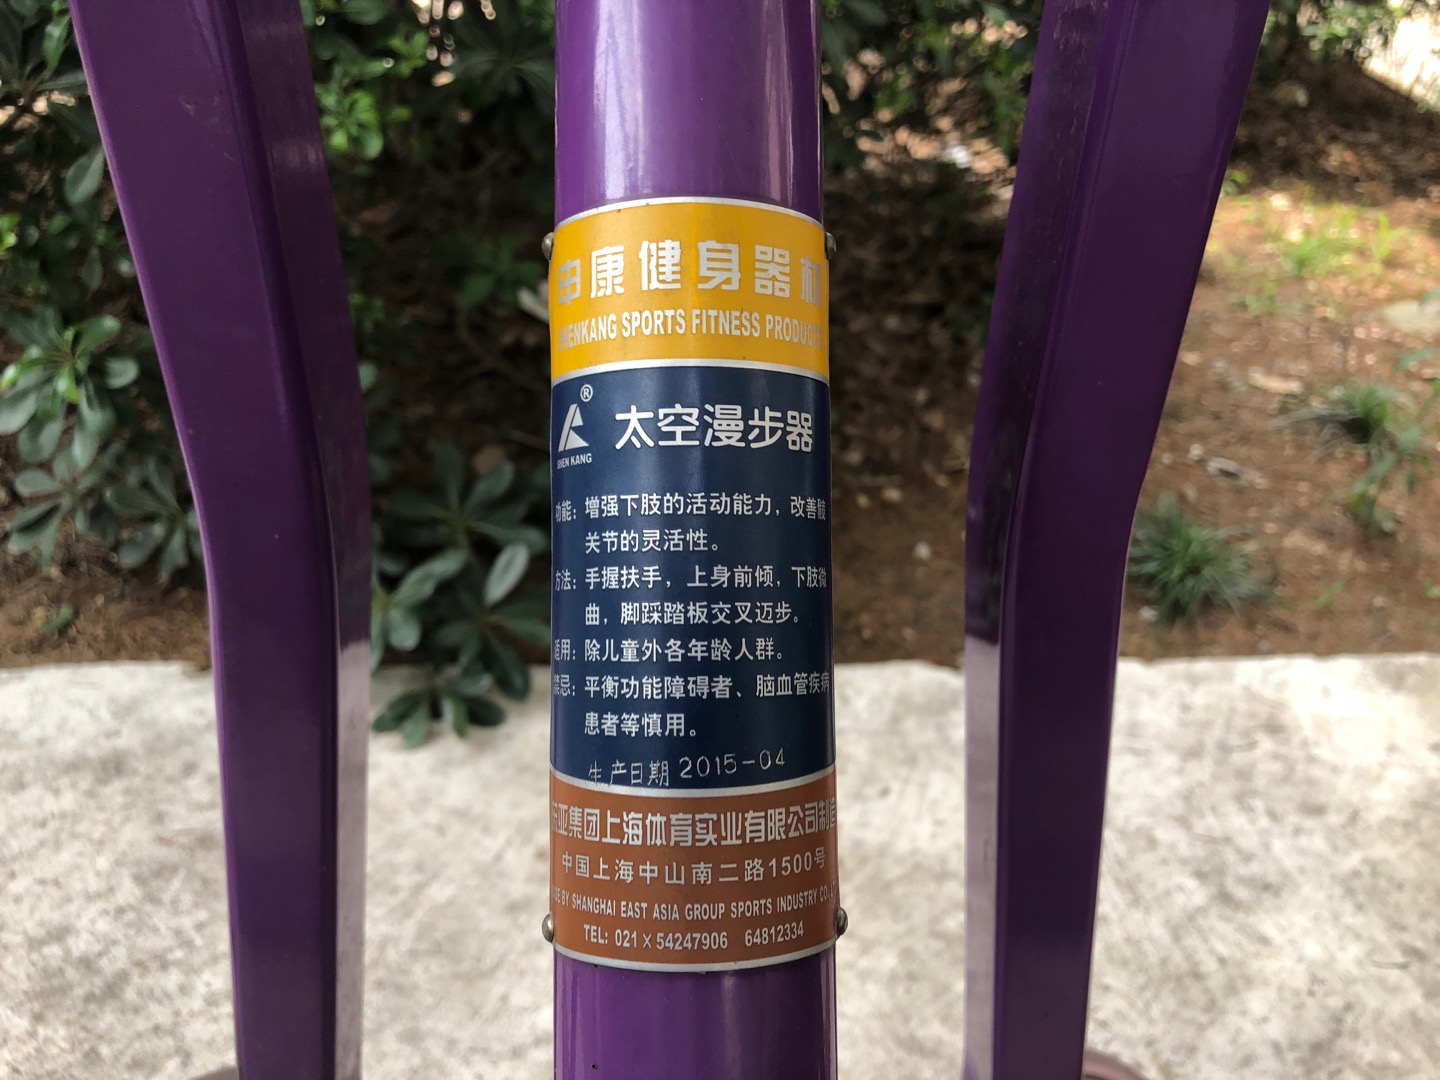 申康健身器材
SHENKANG SPORTS FITNESS PRODUCTS
®
SHEN KANG
太空漫步器
功能：增强下肢的活动能力，改善髋
关节的灵活性。
方法：手握扶手，上身前倾，下肢微
曲，脚踩踏板交叉迈步。
适用：除儿童外各年龄人群。
禁忌：平衡功能障碍者、脑血管疾病
患者等慎用。
生产日期 2015-04
东亚集团上海体育实业有限公司制造
中国上海中山南二路1500号
BY SHANGHAI EAST ASIA GROUP SPORTS INDUSTRY CO.
TEL: 021×54247906 64812334